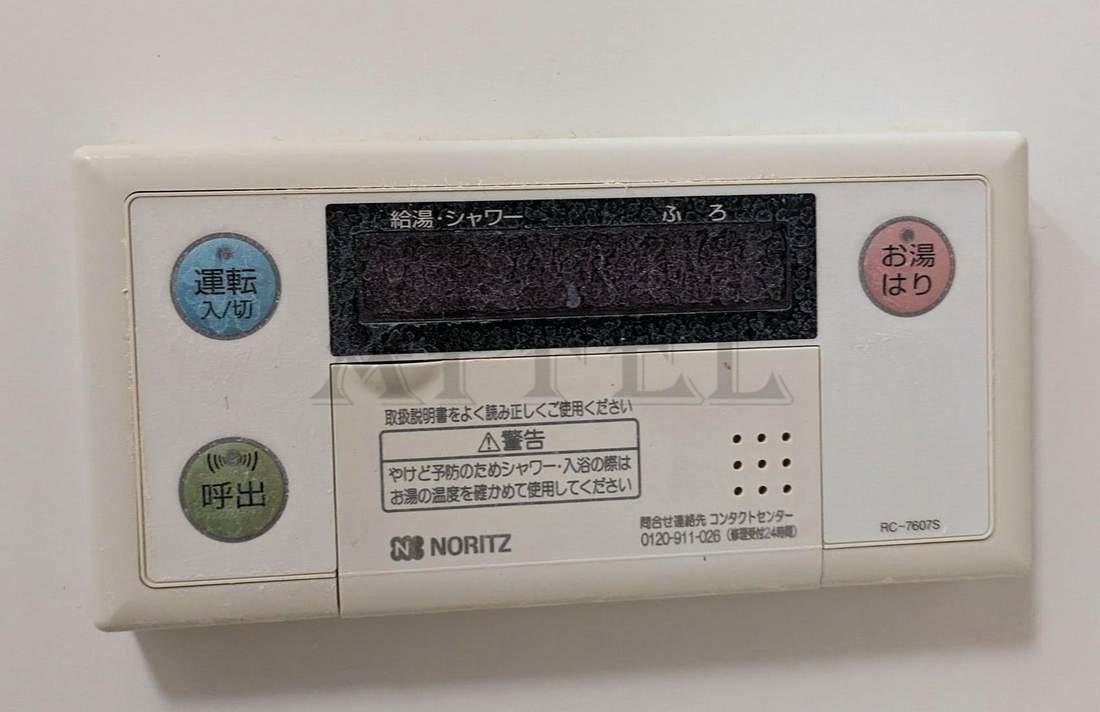 給湯・シャワー ふろ
運転
入/切
お湯
はり
呼出
取扱説明書をよく読み正しくご使用ください
⚠警告
やけど予防のためシャワー・入浴の際は
お湯の温度を確かめて使用してください
NORITZ
問合せ連絡先 コンタクトセンター
0120-911-026（修理受付24時間）
RC-7607S